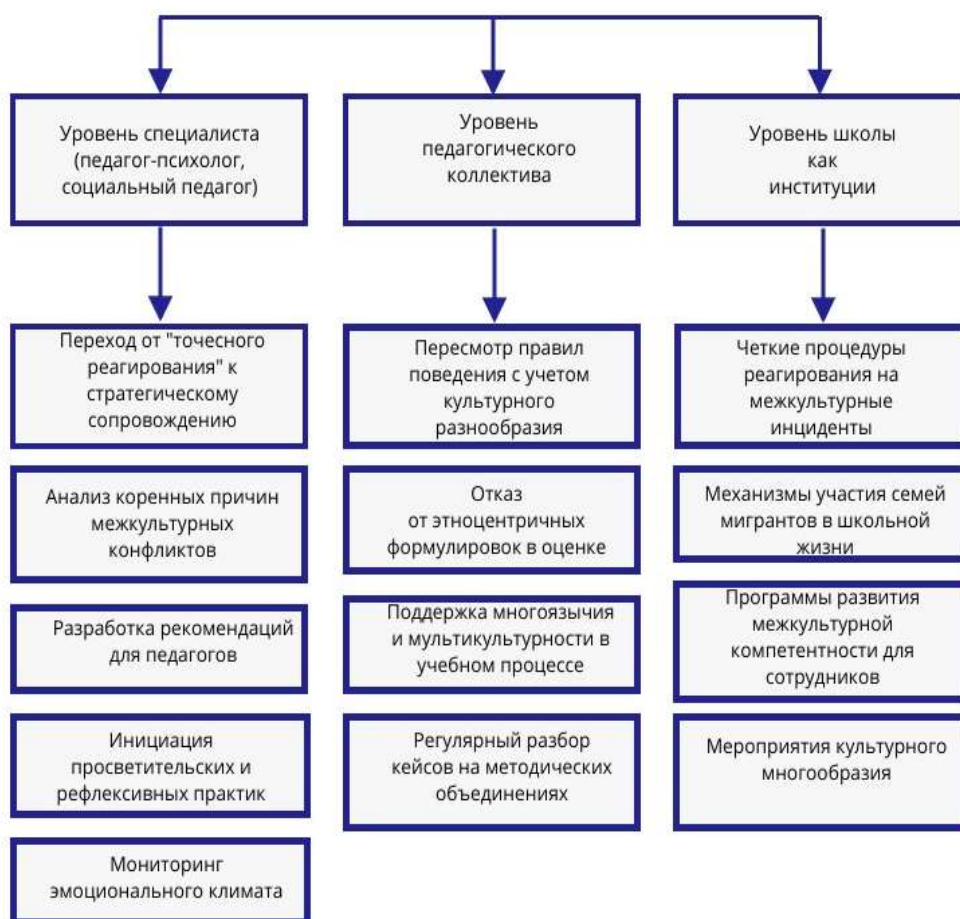 Уровень специалиста
(педагог-психолог,
социальный педагог)
Уровень
педагогического
коллектива
Уровень школы
как
институции
Переход от "точесного
реагирования" к
стратегическому
сопровождению
Пересмотр правил
поведения с учетом
культурного
разнообразия
Четкие процедуры
реагирования на
межкультурные
инциденты
Анализ коренных причин
межкультурных
конфликтов
Отказ
от этноцентричных
формулировок в оценке
Механизмы участия семей
мигрантов в школьной
жизни
Разработка рекомендаций
для педагогов
Поддержка многоязычия
и мультикультурности в
учебном процессе
Программы развития
межкультурной
компетентности для
сотрудников
Инициация
просветительских и
рефлексивных практик
Регулярный разбор
кейсов на методических
объединениях
Мероприятия культурного
многообразия
Мониторинг
эмоционального климата